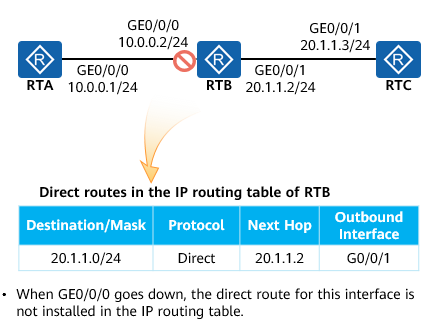 GE0/0/0
10.0.0.2/24
GE0/0/1
20.1.1.3/24
R
R
R
GE0/0/0
10.0.0.1/24
GE0/0/1
20.1.1.2/24
RTA
RTB
RTC
Direct routes in the IP routing table of RTB
Destination/Mask Protocol Next Hop Outbound Interface
20.1.1.0/24 Direct 20.1.1.2 G0/0/1
• When GE0/0/0 goes down, the direct route for this interface is
not installed in the IP routing table.